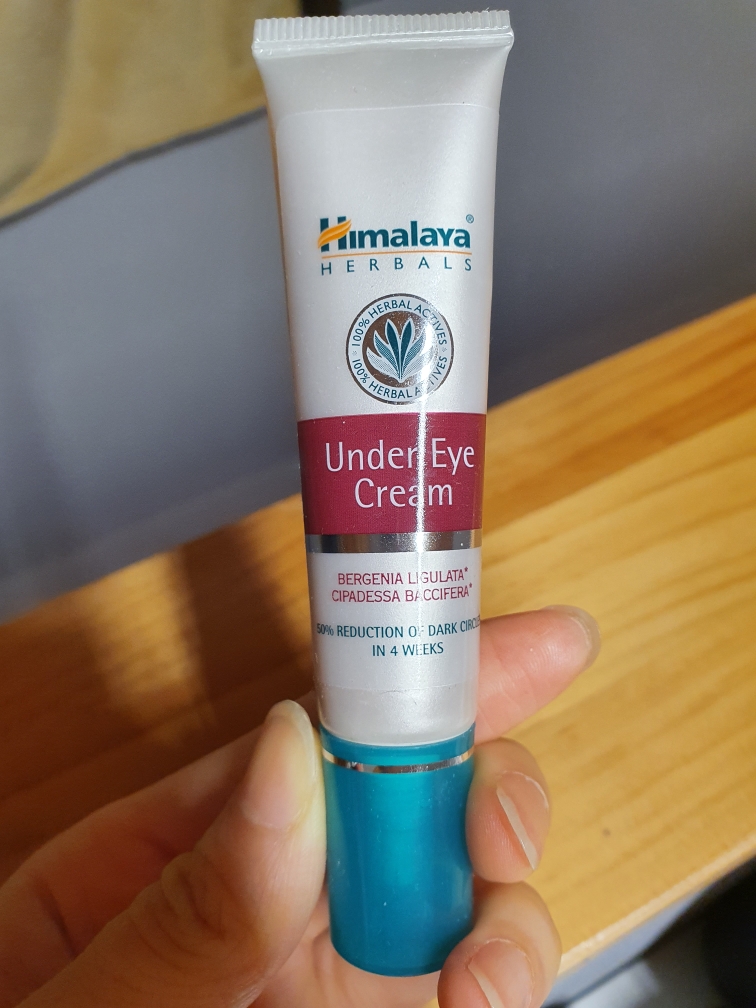 Himalaya®
HERBALS
100% HERBAL ACTIVES
100% HERBAL ACTIVES
Under Eye
Cream
BERGENIA LIGULATA*
CIPADESSA BACCIFERA*
50% REDUCTION OF DARK CIRCLES
IN 4 WEEKS